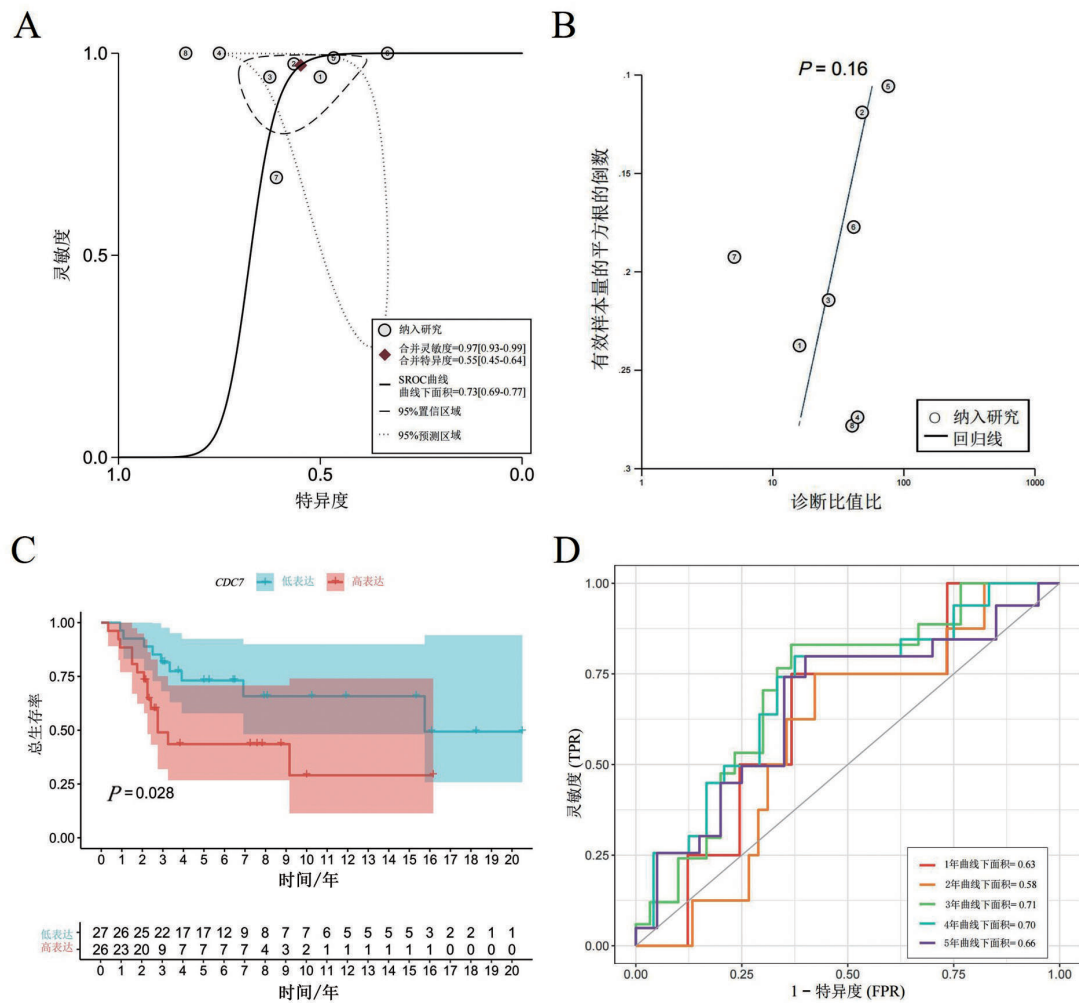 A
1.0
0.5
0.0
灵敏度
1.0
0.5
0.0
特异度
8
4
5
6
2
3
1
7
纳入研究
合并灵敏度=0.97[0.93-0.99]
合并特异度=0.55[0.45-0.64]
SROC曲线
曲线下面积=0.73[0.69-0.77]
95%置信区域
95%预测区域
B
P = 0.16
.1
.15
.2
.25
.3
有效样本量的平方根的倒数
5
2
6
7
3
1
4
8
纳入研究
回归线
1
10
100
1000
诊断比值比
C
CDC7 低表达 高表达
1.00
0.75
0.50
0.25
0.00
总生存率
P = 0.028
0 1 2 3 4 5 6 7 8 9 10 11 12 13 14 15 16 17 18 19 20
时间/年
低表达 27 26 25 22 17 17 12 9 8 7 7 6 5 5 5 5 3 2 2 1 1
高表达 26 23 20 9 7 7 7 7 4 3 2 1 1 1 1 1 1 0 0 0 0
0 1 2 3 4 5 6 7 8 9 10 11 12 13 14 15 16 17 18 19 20
时间/年
D
1.00
0.75
0.50
0.25
0.00
灵敏度 (TPR)
1年曲线下面积= 0.63
2年曲线下面积= 0.58
3年曲线下面积= 0.71
4年曲线下面积= 0.70
5年曲线下面积= 0.66
0.00
0.25
0.50
0.75
1.00
1 − 特异度 (FPR)